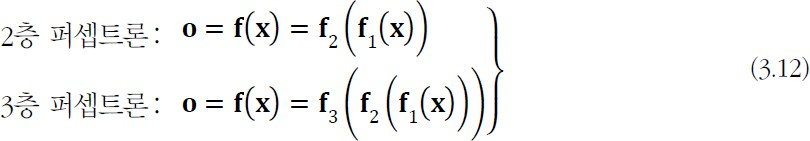 2층 퍼셉트론: o = f(x) = f₂(f₁(x))
3층 퍼셉트론: o = f(x) = f₃(f₂(f₁(x)))
(3.12)